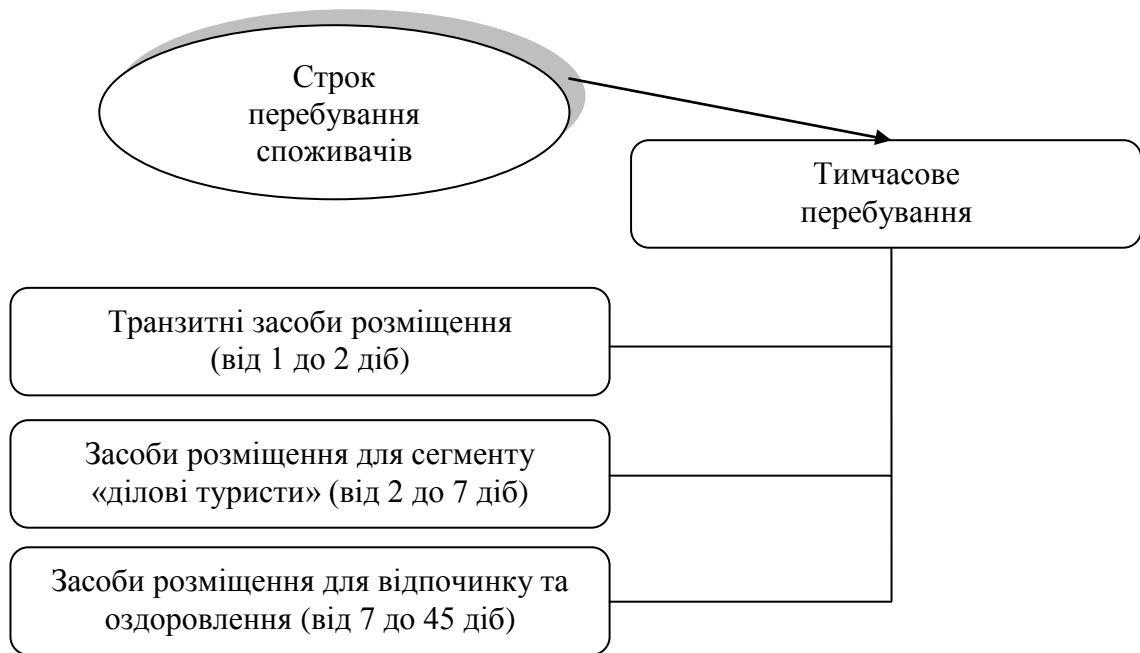 Строк
перебування
споживачів
Тимчасове
перебування
Транзитні засоби розміщення
(від 1 до 2 діб)
Засоби розміщення для сегменту
«ділові туристи» (від 2 до 7 діб)
Засоби розміщення для відпочинку та
оздоровлення (від 7 до 45 діб)